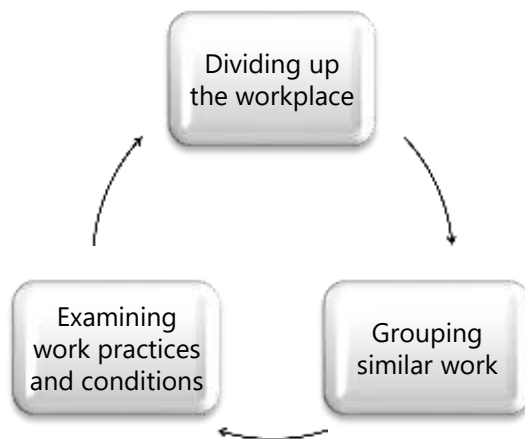 Dividing up
the workplace
Examining
work practices
and conditions
Grouping
similar work